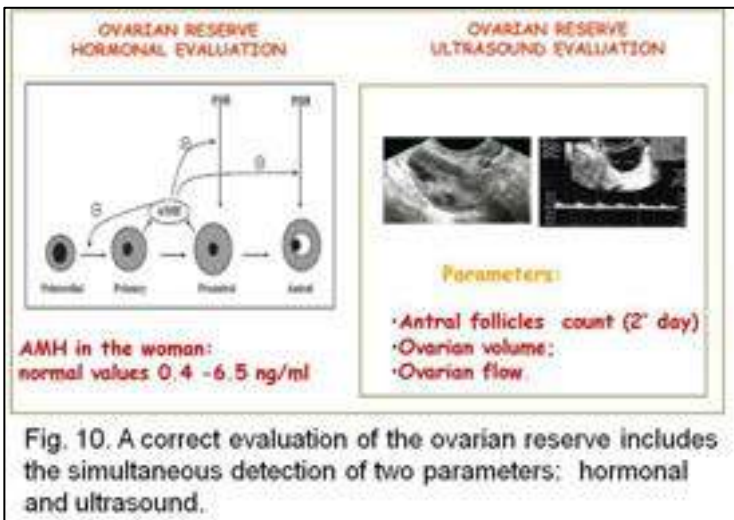 OVARIAN RESERVE
HORMONAL EVALUATION
FSH FSH
AMH
Primordial Primary Preantral Antral
AMH in the woman:
normal values 0.4 -6.5 ng/ml
OVARIAN RESERVE
ULTRASOUND EVALUATION
Parameters:
•Antral follicles count (2° day)
•Ovarian volume;
•Ovarian flow.
Fig. 10. A correct evaluation of the ovarian reserve includes
the simultaneous detection of two parameters: hormonal
and ultrasound.